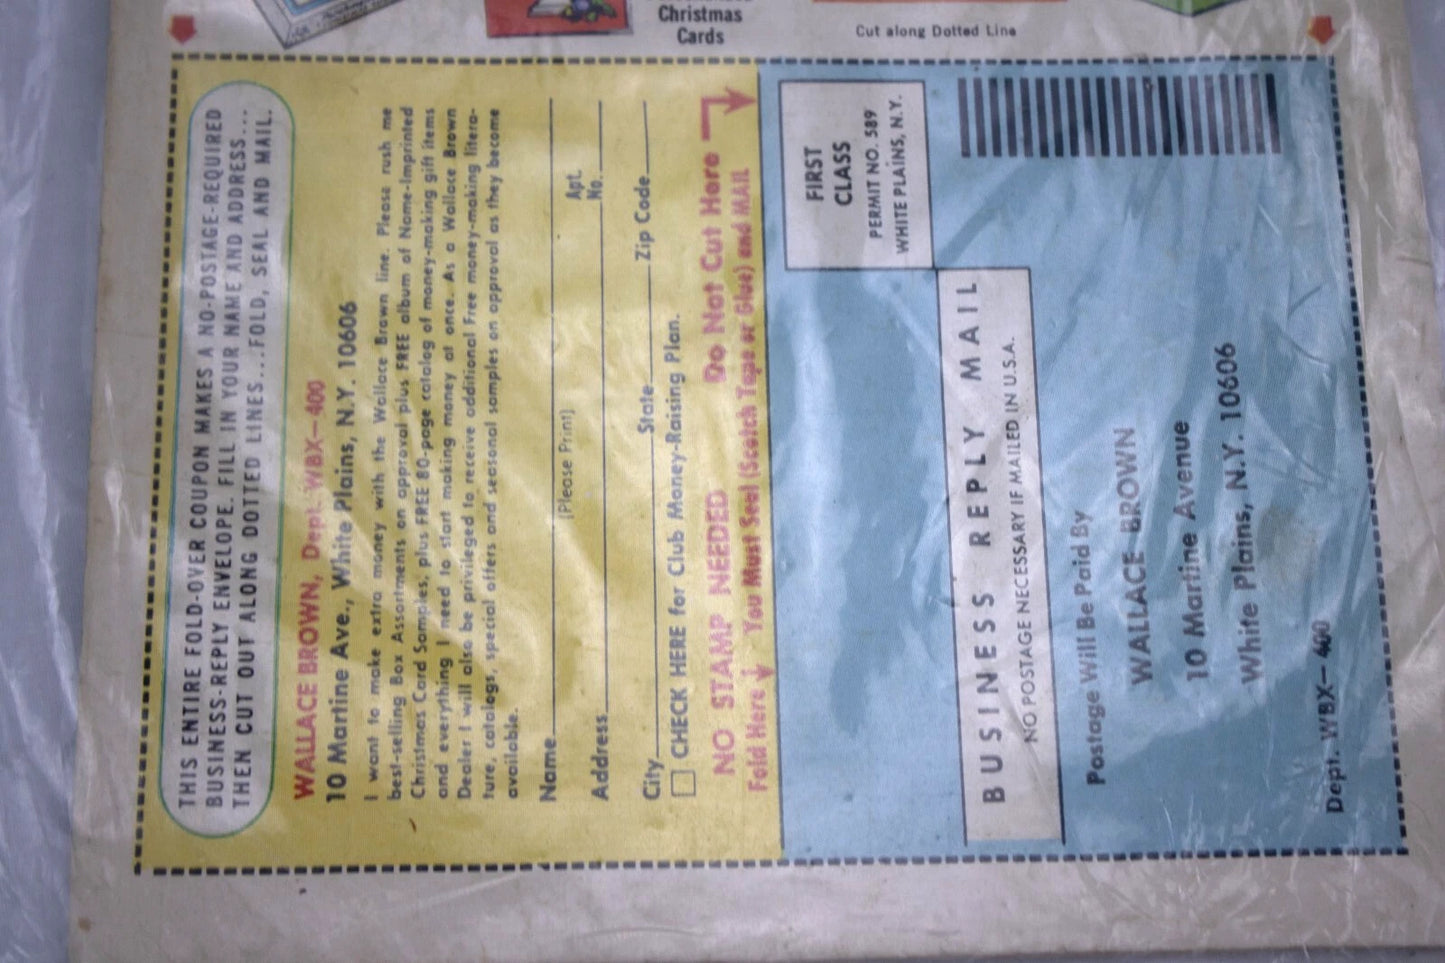 Christmas
Cards
Cut along Dotted Line
THIS ENTIRE FOLD-OVER COUPON MAKES A NO-POSTAGE-REQUIRED
BUSINESS-REPLY ENVELOPE. FILL IN YOUR NAME AND ADDRESS...
THEN CUT OUT ALONG DOTTED LINES...FOLD, SEAL AND MAIL.
WALLACE BROWN, Dept. WBX—400
10 Martine Ave., White Plains, N.Y. 10606
I want to make extra money with the Wallace Brown line. Please rush me
best-selling Box Assortments on approval plus FREE album of Name-Imprinted
Christmas Card Samples, plus FREE 80-page catalog of money-making gift items
and everything I need to start making money at once. As a Wallace Brown
Dealer I will also be privileged to receive additional Free money-making litera-
ture, catalogs, special offers and seasonal samples on approval as they become
available.
Name
(Please Print)
Apt.
Address No.
City State Zip Code
CHECK HERE for Club Money-Raising Plan.
NO STAMP NEEDED Do Not Cut Here
Fold Here You Must Seal (Scotch Tape or Glue) and MAIL
FIRST
CLASS
PERMIT NO. 589
WHITE PLAINS, N.Y.
BUSINESS REPLY MAIL
NO POSTAGE NECESSARY IF MAILED IN U.S.A.
Postage Will Be Paid By
WALLACE BROWN
10 Martine Avenue
White Plains, N.Y. 10606
Dept. WBX—400